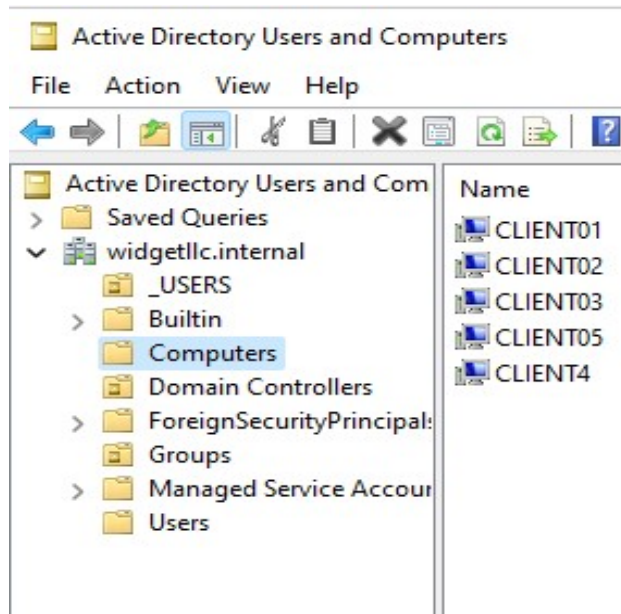 Active Directory Users and Computers
File Action View Help
Active Directory Users and Com
Saved Queries
widgetllc.internal
_USERS
Builtin
Computers
Domain Controllers
ForeignSecurityPrincipals
Groups
Managed Service Accour
Users
Name
CLIENT01
CLIENT02
CLIENT03
CLIENT05
CLIENT4